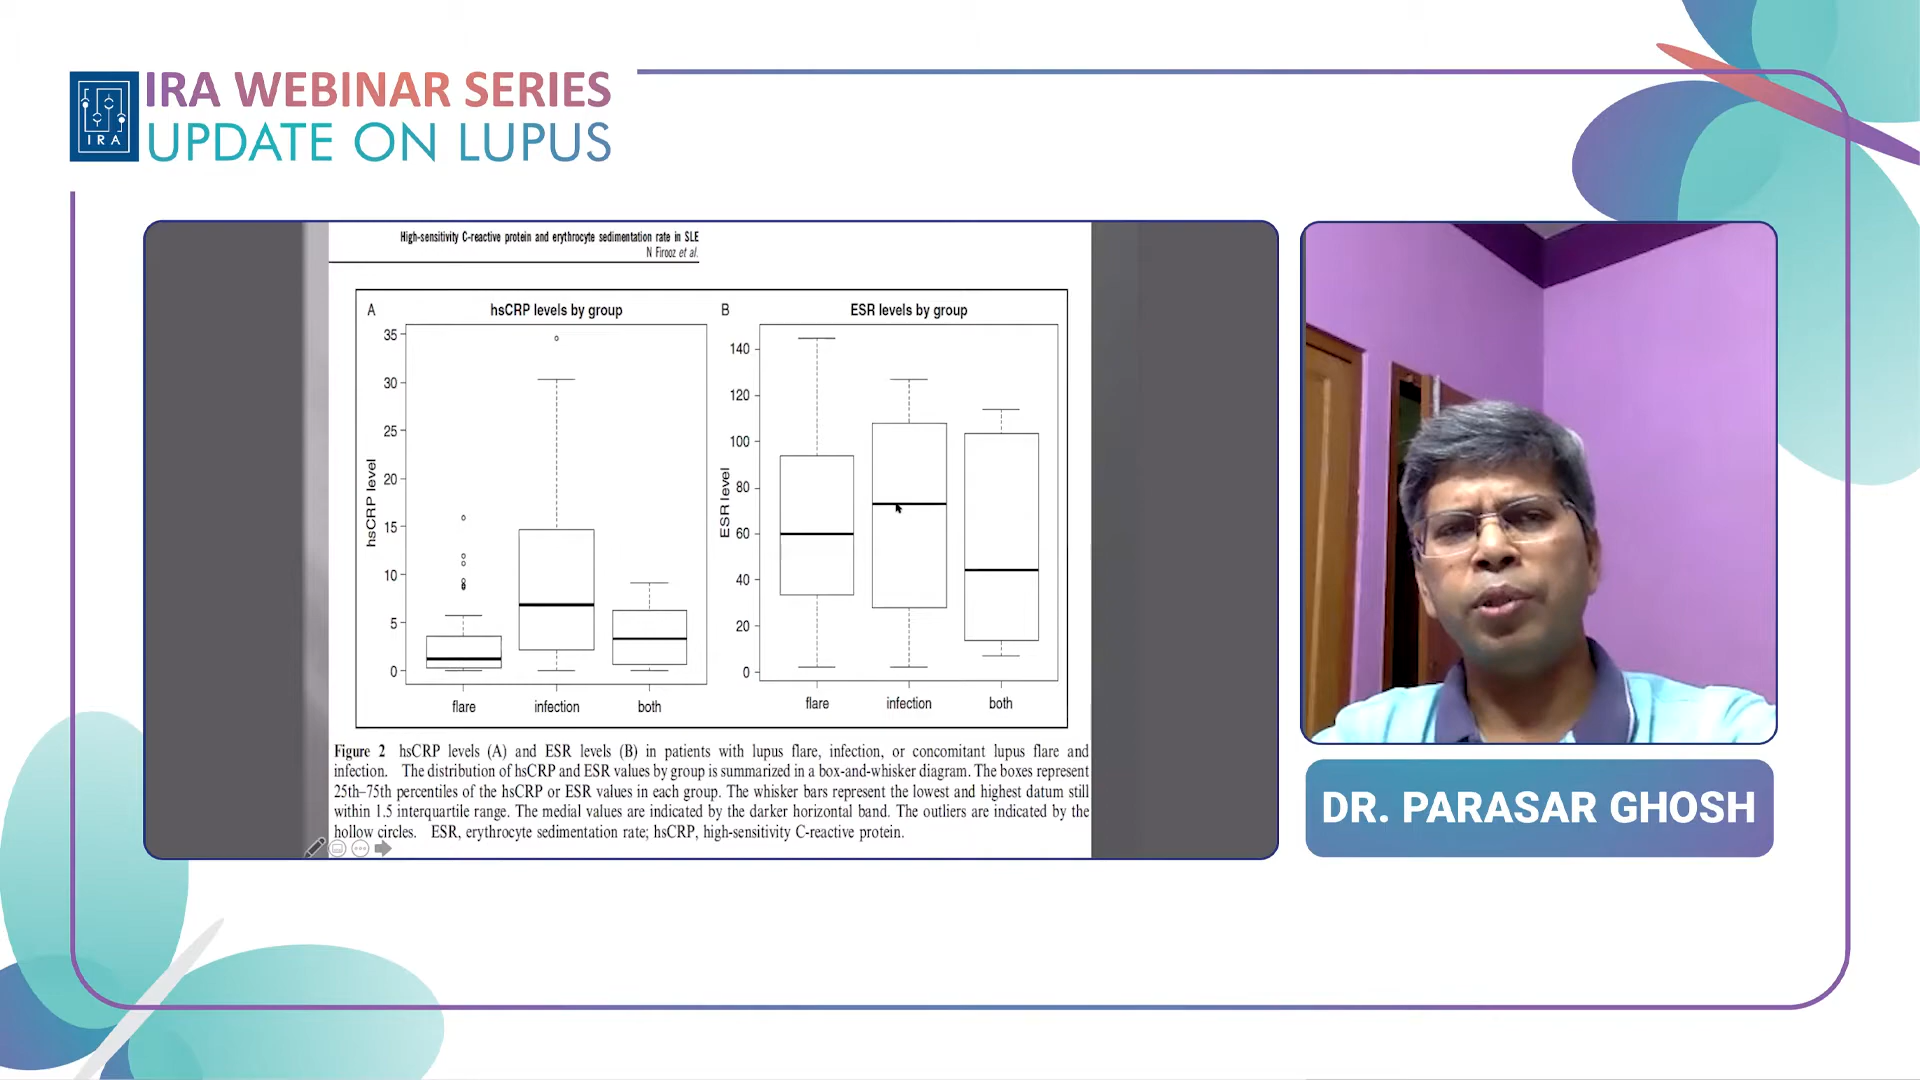 IRA
IRA WEBINAR SERIES
UPDATE ON LUPUS
High-sensitivity C-reactive protein and erythrocyte sedimentation rate in SLE
N Firooz et al.
A
hsCRP levels by group
35
30
25
20
15
10
5
0
hsCRP level
flare
infection
both
B
ESR levels by group
140
120
100
80
60
40
20
0
ESR level
flare
infection
both
Figure 2 hsCRP levels (A) and ESR levels (B) in patients with lupus flare, infection, or concomitant lupus flare and
infection. The distribution of hsCRP and ESR values by group is summarized in a box-and-whisker diagram. The boxes represent
25th–75th percentiles of the hsCRP or ESR values in each group. The whisker bars represent the lowest and highest datum still
within 1.5 interquartile range. The medial values are indicated by the darker horizontal band. The outliers are indicated by the
hollow circles. ESR, erythrocyte sedimentation rate; hsCRP, high-sensitivity C-reactive protein.
DR. PARASAR GHOSH